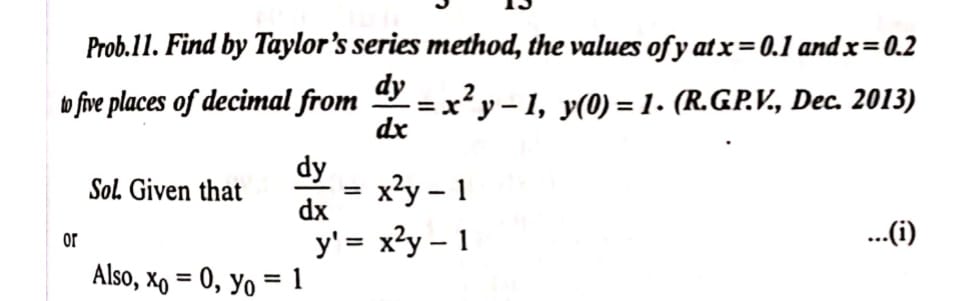 Prob.11. Find by Taylor's series method, the values of y at x = 0.1 and x = 0.2
to five places of decimal from dy/dx = x² y – 1, y(0) = 1. (R.G.P.V., Dec. 2013)
Sol. Given that dy/dx = x²y – 1
or y' = x²y – 1 ...(i)
Also, x₀ = 0, y₀ = 1